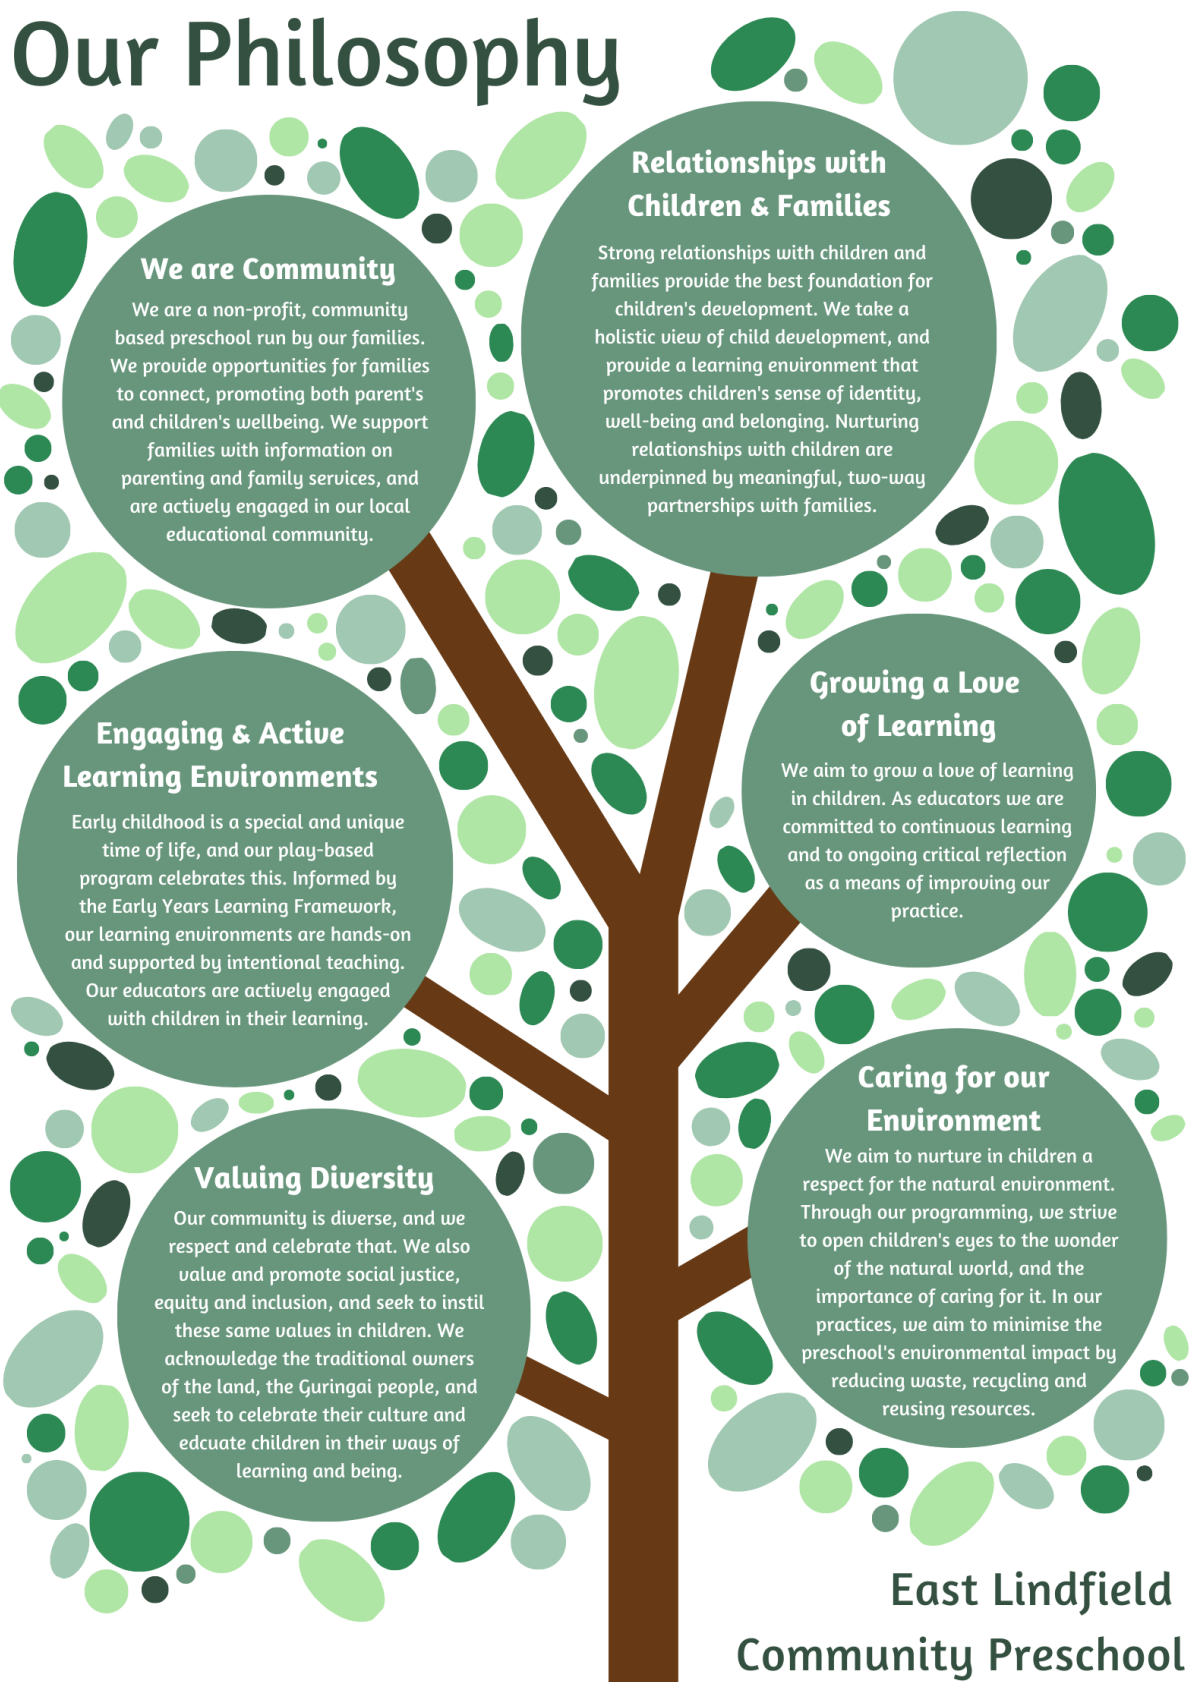 Our Philosophy
We are Community
We are a non-profit, community
based preschool run by our families.
We provide opportunities for families
to connect, promoting both parent's
and children's wellbeing. We support
families with information on
parenting and family services, and
are actively engaged in our local
educational community.
Relationships with
Children & Families
Strong relationships with children and
families provide the best foundation for
children's development. We take a
holistic view of child development, and
provide a learning environment that
promotes children's sense of identity,
well-being and belonging. Nurturing
relationships with children are
underpinned by meaningful, two-way
partnerships with families.
Engaging & Active
Learning Environments
Early childhood is a special and unique
time of life, and our play-based
program celebrates this. Informed by
the Early Years Learning Framework,
our learning environments are hands-on
and supported by intentional teaching.
Our educators are actively engaged
with children in their learning.
Growing a Love
of Learning
We aim to grow a love of learning
in children. As educators we are
committed to continuous learning
and to ongoing critical reflection
as a means of improving our
practice.
Valuing Diversity
Our community is diverse, and we
respect and celebrate that. We also
value and promote social justice,
equity and inclusion, and seek to instil
these same values in children. We
acknowledge the traditional owners
of the land, the Guringai people, and
seek to celebrate their culture and
edcuate children in their ways of
learning and being.
Caring for our
Environment
We aim to nurture in children a
respect for the natural environment.
Through our programming, we strive
to open children's eyes to the wonder
of the natural world, and the
importance of caring for it. In our
practices, we aim to minimise the
preschool's environmental impact by
reducing waste, recycling and
reusing resources.
East Lindfield
Community Preschool